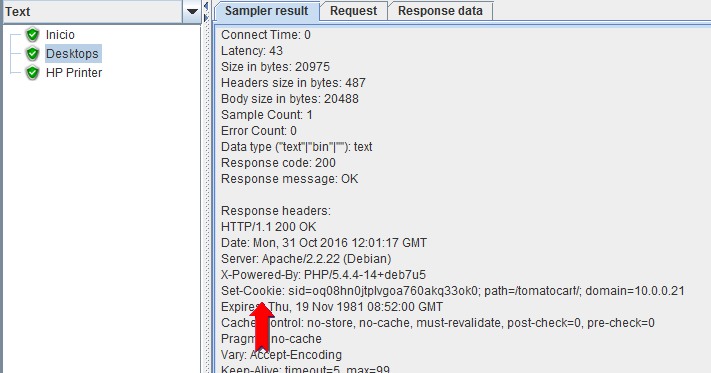 Text
Inicio
Desktops
HP Printer
Sampler result Request Response data
Connect Time: 0
Latency: 43
Size in bytes: 20975
Headers size in bytes: 487
Body size in bytes: 20488
Sample Count: 1
Error Count: 0
Data type ("text"|"bin"|""): text
Response code: 200
Response message: OK
Response headers:
HTTP/1.1 200 OK
Date: Mon, 31 Oct 2016 12:01:17 GMT
Server: Apache/2.2.22 (Debian)
X-Powered-By: PHP/5.4.4-14+deb7u5
Set-Cookie: sid=oq08hn0jtplvgoa760akq33ok0; path=/tomatocart/; domain=10.0.0.21
Expires: Thu, 19 Nov 1981 08:52:00 GMT
Cache-Control: no-store, no-cache, must-revalidate, post-check=0, pre-check=0
Pragma: no-cache
Vary: Accept-Encoding
Keep-Alive: timeout=5, max=99